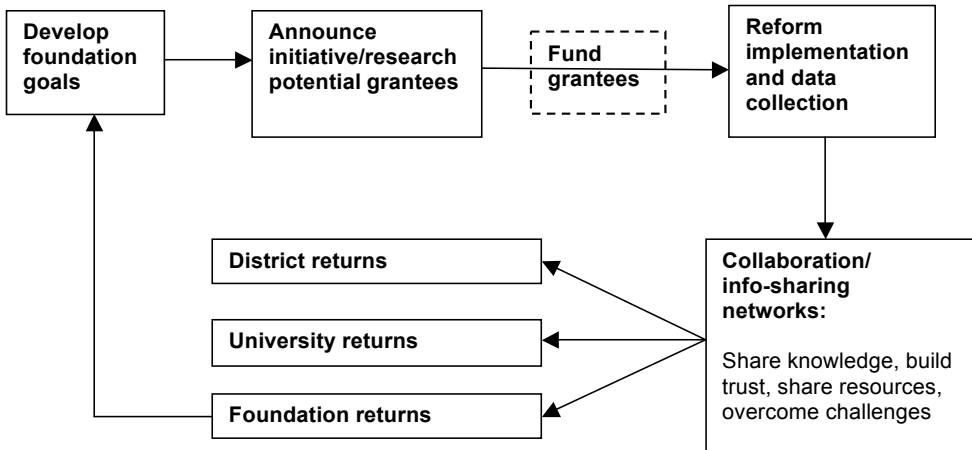 Develop
foundation
goals
Announce
initiative/research
potential grantees
Fund
grantees
Reform
implementation
and data
collection
District returns
University returns
Foundation returns
Collaboration/
info-sharing
networks:
Share knowledge, build
trust, share resources,
overcome challenges